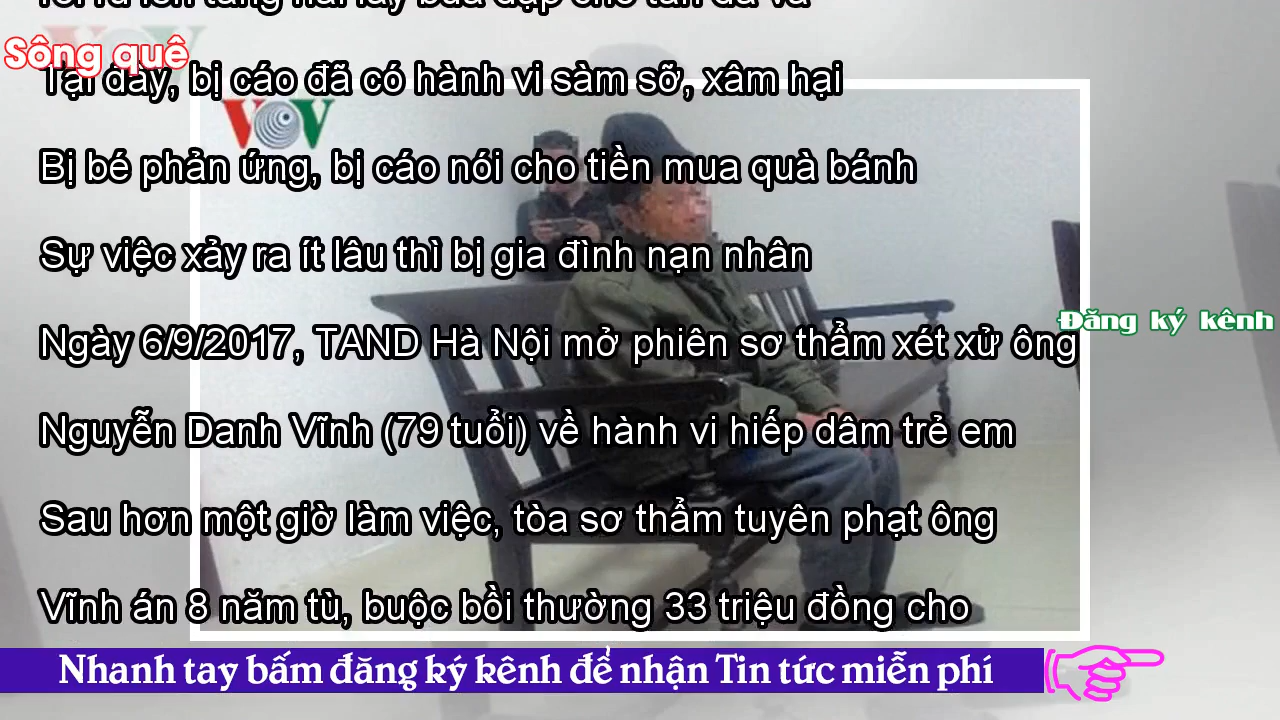 Sông quê
Tại đây, bị cáo đã có hành vi sàm sỡ, xâm hại
VOV
Bị bé phản ứng, bị cáo nói cho tiền mua quà bánh
Sự việc xảy ra ít lâu thì bị gia đình nạn nhân
Đăng ký kênh
Ngày 6/9/2017, TAND Hà Nội mở phiên sơ thẩm xét xử ông
Nguyễn Danh Vĩnh (79 tuổi) về hành vi hiếp dâm trẻ em
Sau hơn một giờ làm việc, tòa sơ thẩm tuyên phạt ông
Vĩnh án 8 năm tù, buộc bồi thường 33 triệu đồng cho
Nhanh tay bấm đăng ký kênh để nhận Tin tức miễn phí